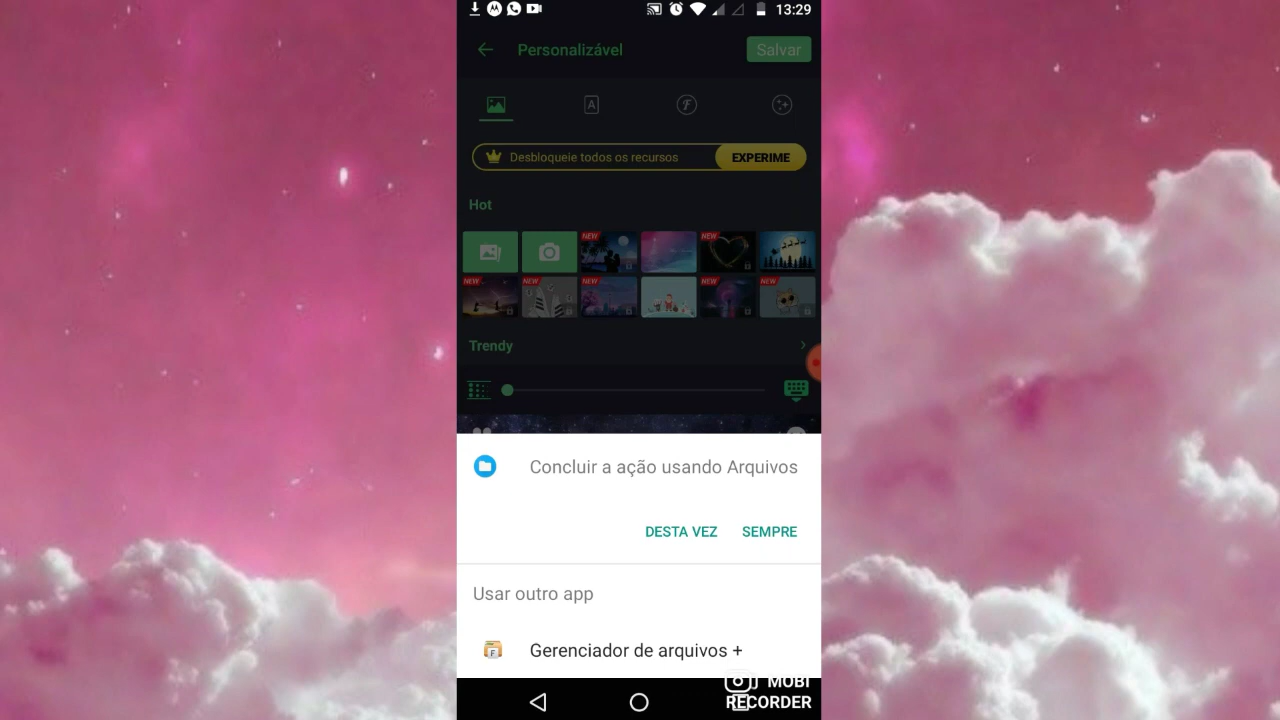 13:29
Personalizável
Salvar
A
F
Desbloqueie todos os recursos
EXPERIME
Hot
NEW
NEW
NEW
NEW
NEW
NEW
NEW
Trendy
Concluir a ação usando Arquivos
DESTA VEZ
SEMPRE
Usar outro app
F
Gerenciador de arquivos +
MOBI
RECORDER